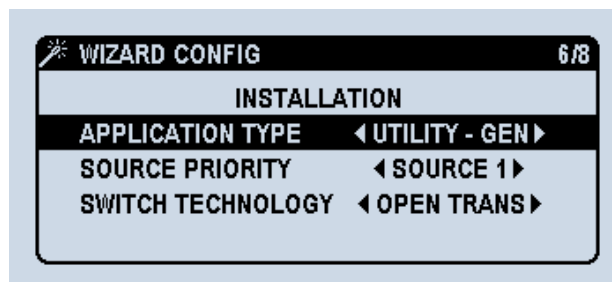 WIZARD CONFIG 6/8
INSTALLATION
APPLICATION TYPE UTILITY - GEN
SOURCE PRIORITY SOURCE 1
SWITCH TECHNOLOGY OPEN TRANS